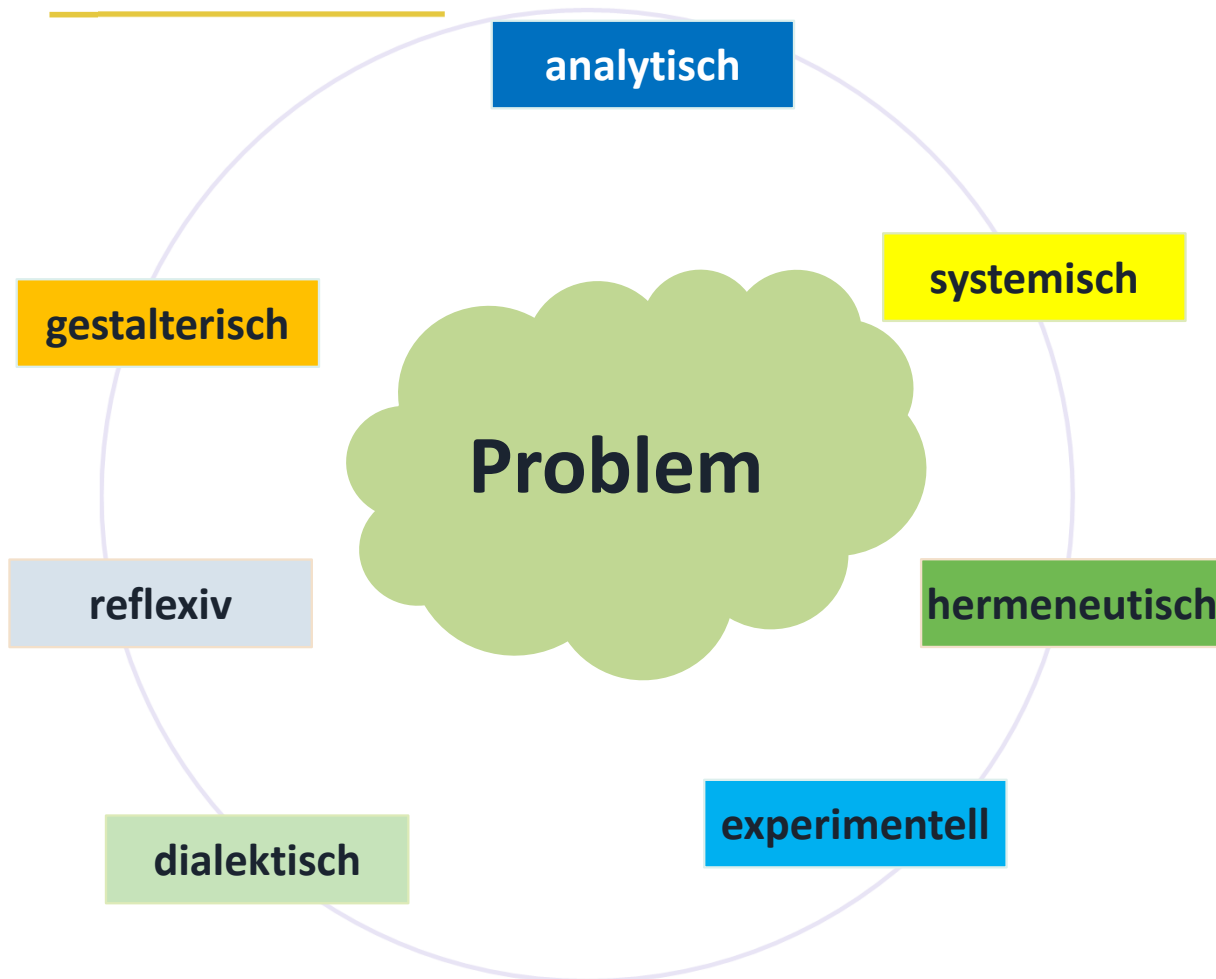 analytisch
systemisch
gestalterisch
Problem
reflexiv
hermeneutisch
experimentell
dialektisch